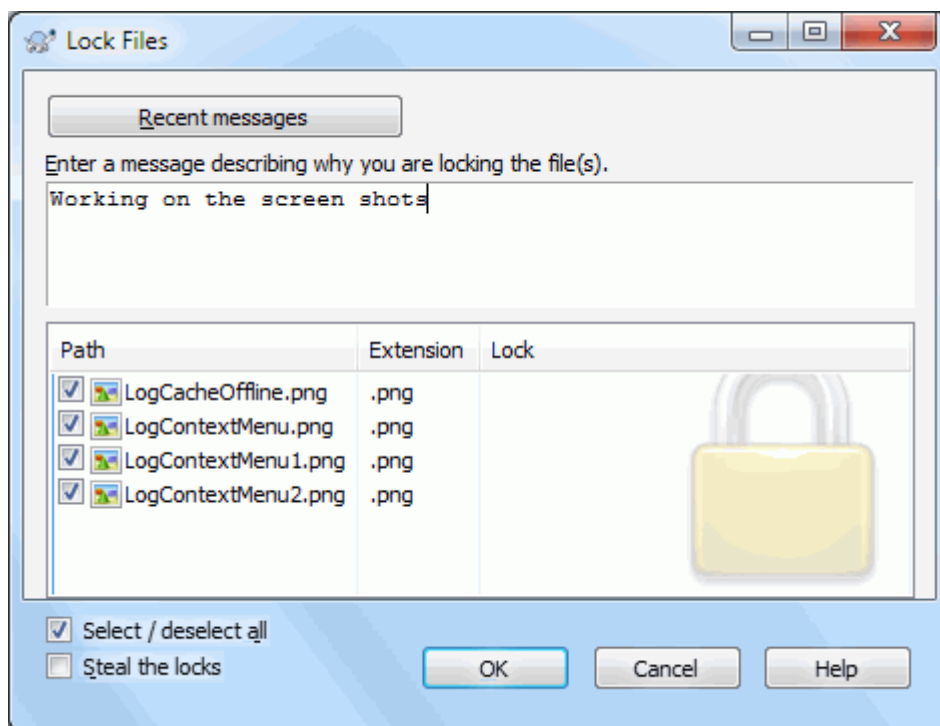 Lock Files
Recent messages
Enter a message describing why you are locking the file(s).
Working on the screen shots
Path Extension Lock
LogCacheOffline.png .png
LogContextMenu.png .png
LogContextMenu1.png .png
LogContextMenu2.png .png
Select / deselect all
Steal the locks
OK Cancel Help